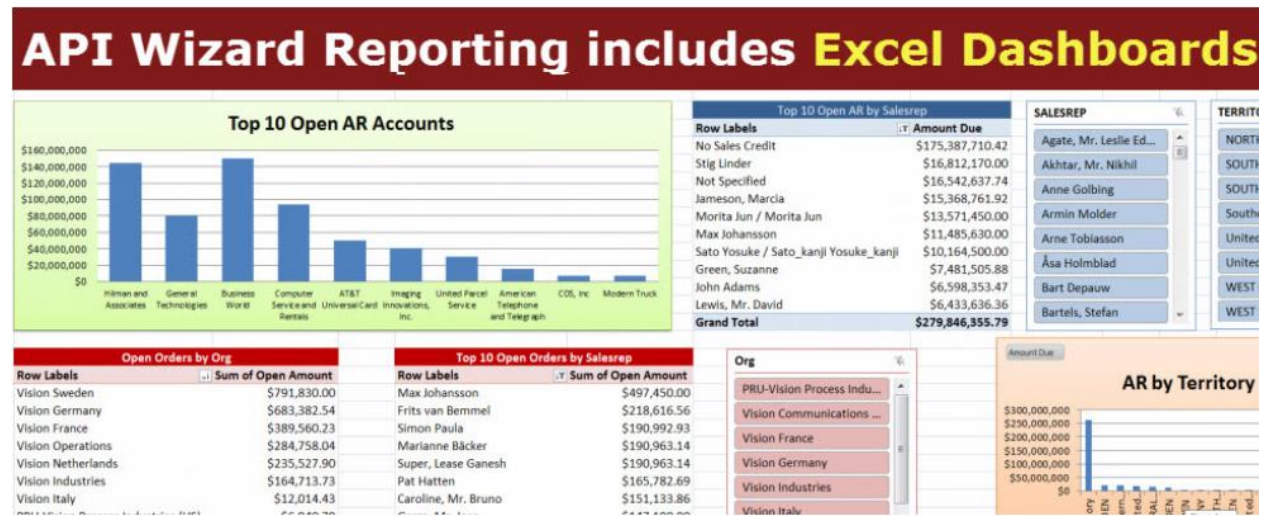 API Wizard Reporting includes Excel Dashboards
Top 10 Open AR Accounts
$160,000,000
$140,000,000
$120,000,000
$100,000,000
$80,000,000
$60,000,000
$40,000,000
$20,000,000
$0
Hilman and Associates
General Technologies
Business World
Computer Service and Rentals
AT&T Universal Card
Imaging Innovations, Inc.
United Parcel Service
American Telephone and Telegraph
CDS, Inc
Modern Truck
Top 10 Open AR by Salesrep
Row Labels Amount Due
No Sales Credit $175,387,710.42
Stig Linder $16,812,170.00
Not Specified $16,542,637.74
Jameson, Marcia $15,368,761.92
Morita Jun / Morita Jun $13,571,450.00
Max Johansson $11,485,630.00
Sato Yosuke / Sato_kanji Yosuke_kanji $10,164,500.00
Green, Suzanne $7,481,505.88
John Adams $6,598,353.47
Lewis, Mr. David $6,433,636.36
Grand Total $279,846,355.79
SALESREP
Agate, Mr. Leslie Ed...
Akhtar, Mr. Nikhil
Anne Golbing
Armin Molder
Arne Tobiasson
Åsa Holmblad
Bart Depauw
Bartels, Stefan
TERRITO
NORTH
SOUTH
SOUTH
Southe
United
United
WEST
WEST
Open Orders by Org
Row Labels Sum of Open Amount
Vision Sweden $791,830.00
Vision Germany $683,382.54
Vision France $389,560.23
Vision Operations $284,758.04
Vision Netherlands $235,527.90
Vision Industries $164,713.73
Vision Italy $12,014.43
Top 10 Open Orders by Salesrep
Row Labels Sum of Open Amount
Max Johansson $497,450.00
Frits van Bemmel $218,616.56
Simon Paula $190,992.93
Marianne Bäcker $190,963.14
Super, Lease Ganesh $190,963.14
Pat Hatten $165,782.69
Caroline, Mr. Bruno $151,133.86
Org
PRU-Vision Process Indu...
Vision Communications ...
Vision France
Vision Germany
Vision Industries
Vision Italy
Amount Due
AR by Territory
$300,000,000
$250,000,000
$200,000,000
$150,000,000
$100,000,000
$50,000,000
$0